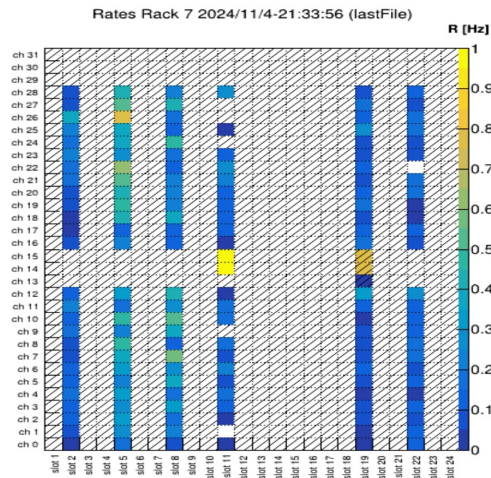 Rates Rack 7 2024/11/4-21:33:56 (lastFile)
R [Hz]
ch 31
ch 30
ch 29
ch 28
ch 27
ch 26
ch 25
ch 24
ch 23
ch 22
ch 21
ch 20
ch 19
ch 18
ch 17
ch 16
ch 15
ch 14
ch 13
ch 12
ch 11
ch 10
ch 9
ch 8
ch 7
ch 6
ch 5
ch 4
ch 3
ch 2
ch 1
ch 0
1
0.9
0.8
0.7
0.6
0.5
0.4
0.3
0.2
0.1
0
slot 1
slot 2
slot 3
slot 4
slot 5
slot 6
slot 7
slot 8
slot 9
slot 10
slot 11
slot 12
slot 13
slot 14
slot 15
slot 16
slot 17
slot 18
slot 19
slot 20
slot 21
slot 22
slot 23
slot 24